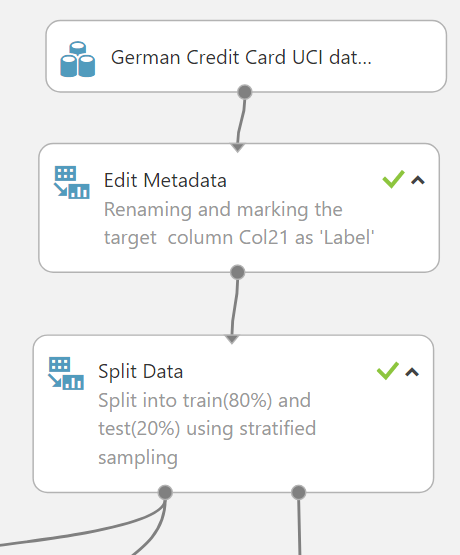 German Credit Card UCI dat...
Edit Metadata
Renaming and marking the
target  column Col21 as 'Label'
Split Data
Split into train(80%) and
test(20%) using stratified
sampling